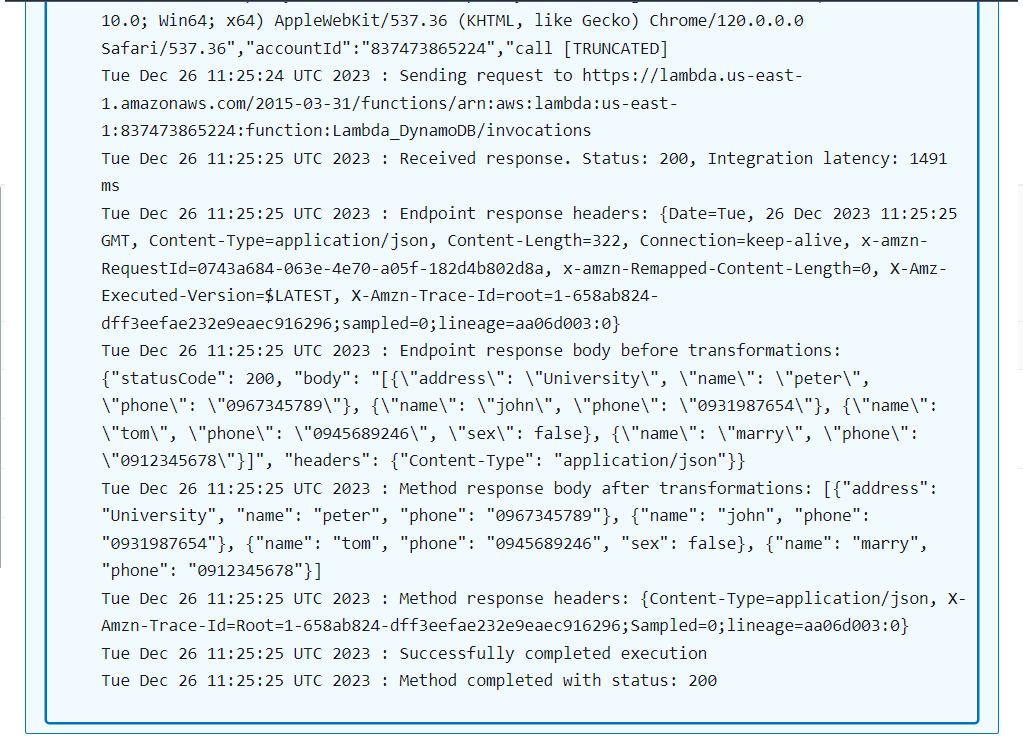 10.0; Win64; x64) AppleWebKit/537.36 (KHTML, like Gecko) Chrome/120.0.0.0
Safari/537.36","accountId":"837473865224","call [TRUNCATED]
Tue Dec 26 11:25:24 UTC 2023 : Sending request to https://lambda.us-east-
1.amazonaws.com/2015-03-31/functions/arn:aws:lambda:us-east-
1:837473865224:function:Lambda_DynamoDB/invocations
Tue Dec 26 11:25:25 UTC 2023 : Received response. Status: 200, Integration latency: 1491
ms
Tue Dec 26 11:25:25 UTC 2023 : Endpoint response headers: {Date=Tue, 26 Dec 2023 11:25:25
GMT, Content-Type=application/json, Content-Length=322, Connection=keep-alive, x-amzn-
RequestId=0743a684-063e-4e70-a05f-182d4b802d8a, x-amzn-Remapped-Content-Length=0, X-Amz-
Executed-Version=$LATEST, X-Amzn-Trace-Id=root=1-658ab824-
dff3eefae232e9eaec916296;sampled=0;lineage=aa06d003:0}
Tue Dec 26 11:25:25 UTC 2023 : Endpoint response body before transformations:
{"statusCode": 200, "body": "[{\"address\": \"University\", \"name\": \"peter\",
\"phone\": \"0967345789\"}, {\"name\": \"john\", \"phone\": \"0931987654\"}, {\"name\":
\"tom\", \"phone\": \"0945689246\", \"sex\": false}, {\"name\": \"marry\", \"phone\":
\"0912345678\"}]", "headers": {"Content-Type": "application/json"}}
Tue Dec 26 11:25:25 UTC 2023 : Method response body after transformations: [{"address":
"University", "name": "peter", "phone": "0967345789"}, {"name": "john", "phone":
"0931987654"}, {"name": "tom", "phone": "0945689246", "sex": false}, {"name": "marry",
"phone": "0912345678"}]
Tue Dec 26 11:25:25 UTC 2023 : Method response headers: {Content-Type=application/json, X-
Amzn-Trace-Id=Root=1-658ab824-dff3eefae232e9eaec916296;Sampled=0;lineage=aa06d003:0}
Tue Dec 26 11:25:25 UTC 2023 : Successfully completed execution
Tue Dec 26 11:25:25 UTC 2023 : Method completed with status: 200